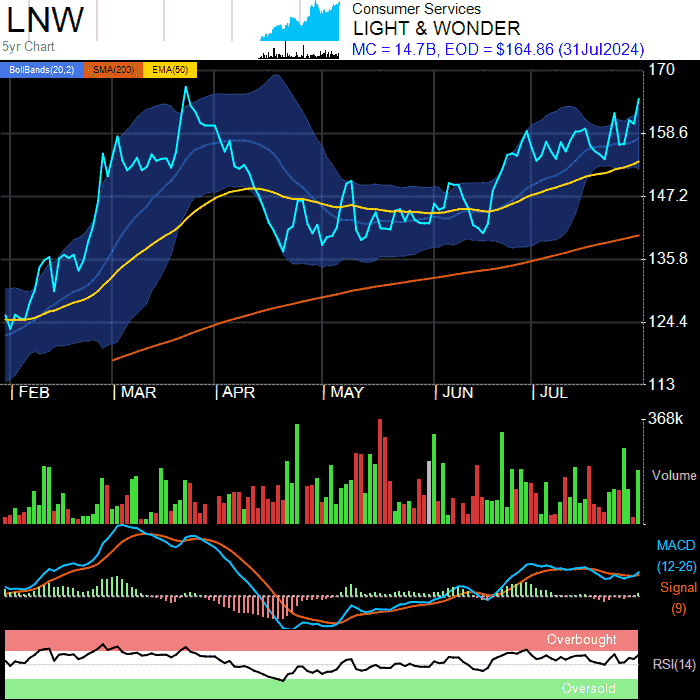 LNW
5yr Chart
Consumer Services
LIGHT & WONDER
MC = 14.7B, EOD = $164.86 (31Jul2024)
BollBands(20,2) SMA(200) EMA(50)
170
158.6
147.2
135.8
124.4
113
FEB MAR APR MAY JUN JUL
368k
Volume
MACD
(12-26)
Signal
(9)
Overbought
RSI(14)
Oversold